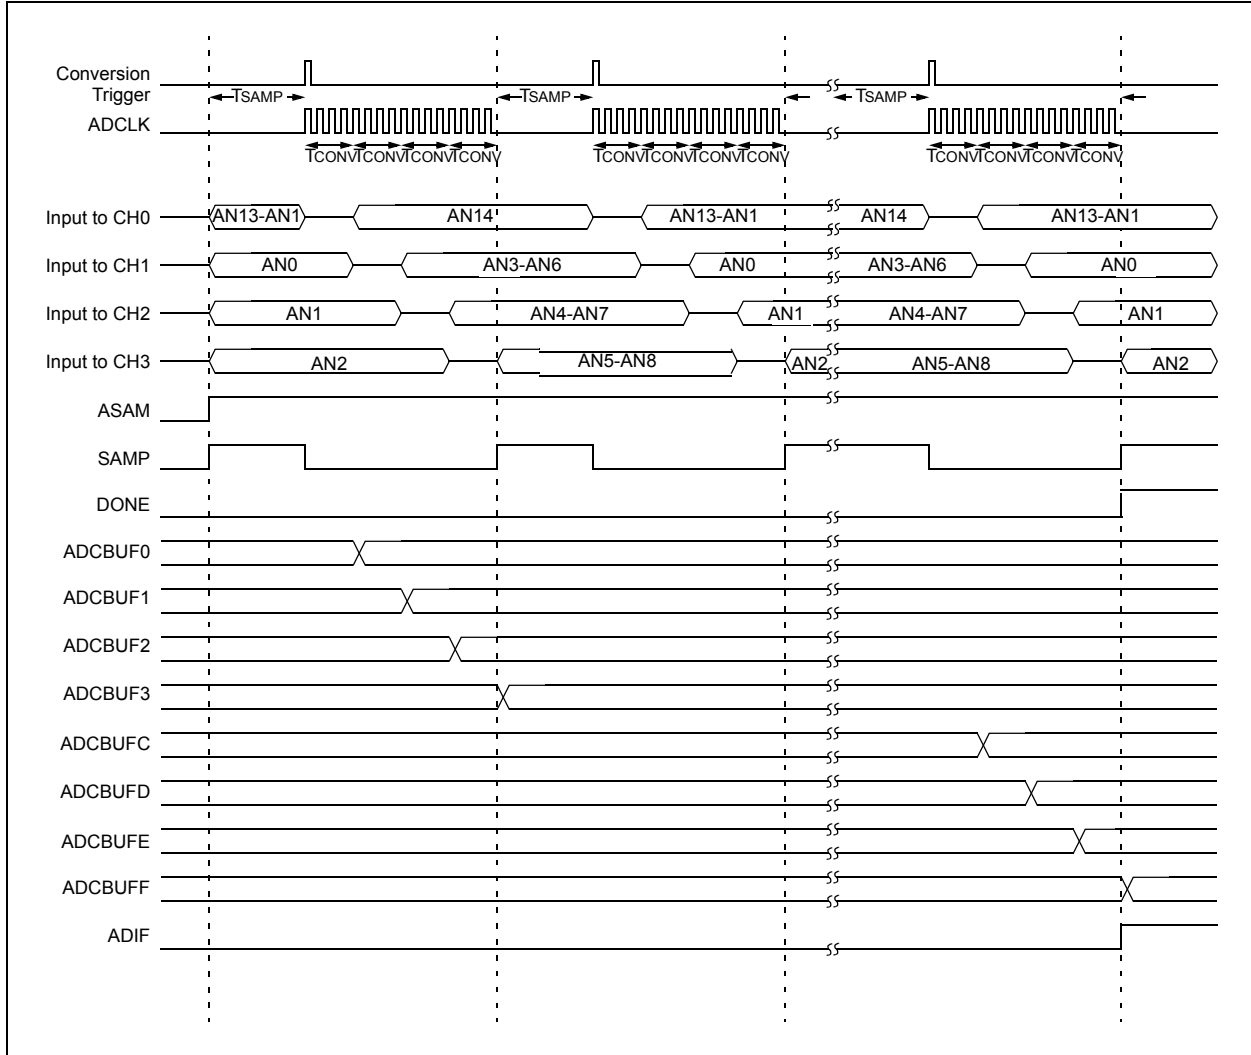 Conversion
Trigger
TSAMP TSAMP TSAMP
ADCLK
TCONV TCONV TCONV TCONV TCONV TCONV TCONV TCONV TCONV TCONV TCONV TCONV
Input to CH0 AN13-AN1 AN14 AN13-AN1 AN14 AN13-AN1
Input to CH1 AN0 AN3-AN6 AN0 AN3-AN6 AN0
Input to CH2 AN1 AN4-AN7 AN1 AN4-AN7 AN1
Input to CH3 AN2 AN5-AN8 AN2 AN5-AN8 AN2
ASAM
SAMP
DONE
ADCBUF0
ADCBUF1
ADCBUF2
ADCBUF3
ADCBUFC
ADCBUFD
ADCBUFE
ADCBUFF
ADIF